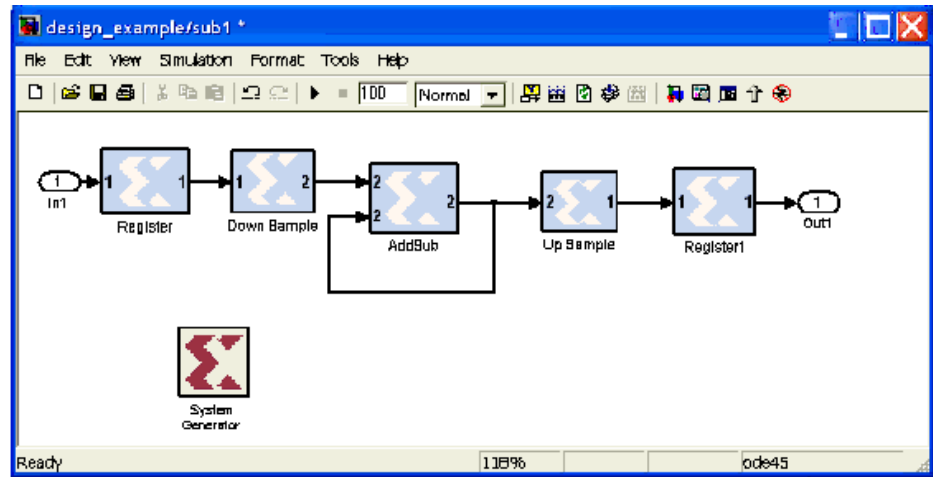 design_example/sub1 *
File Edit View Simulation Format Tools Help
100 Normal
1 1 1 1 2 2 2 2 2 1 1 1 1
In1 Register Down Sample AddSub Up Sample Register1 Out1
System
Generator
Ready 118% ode45